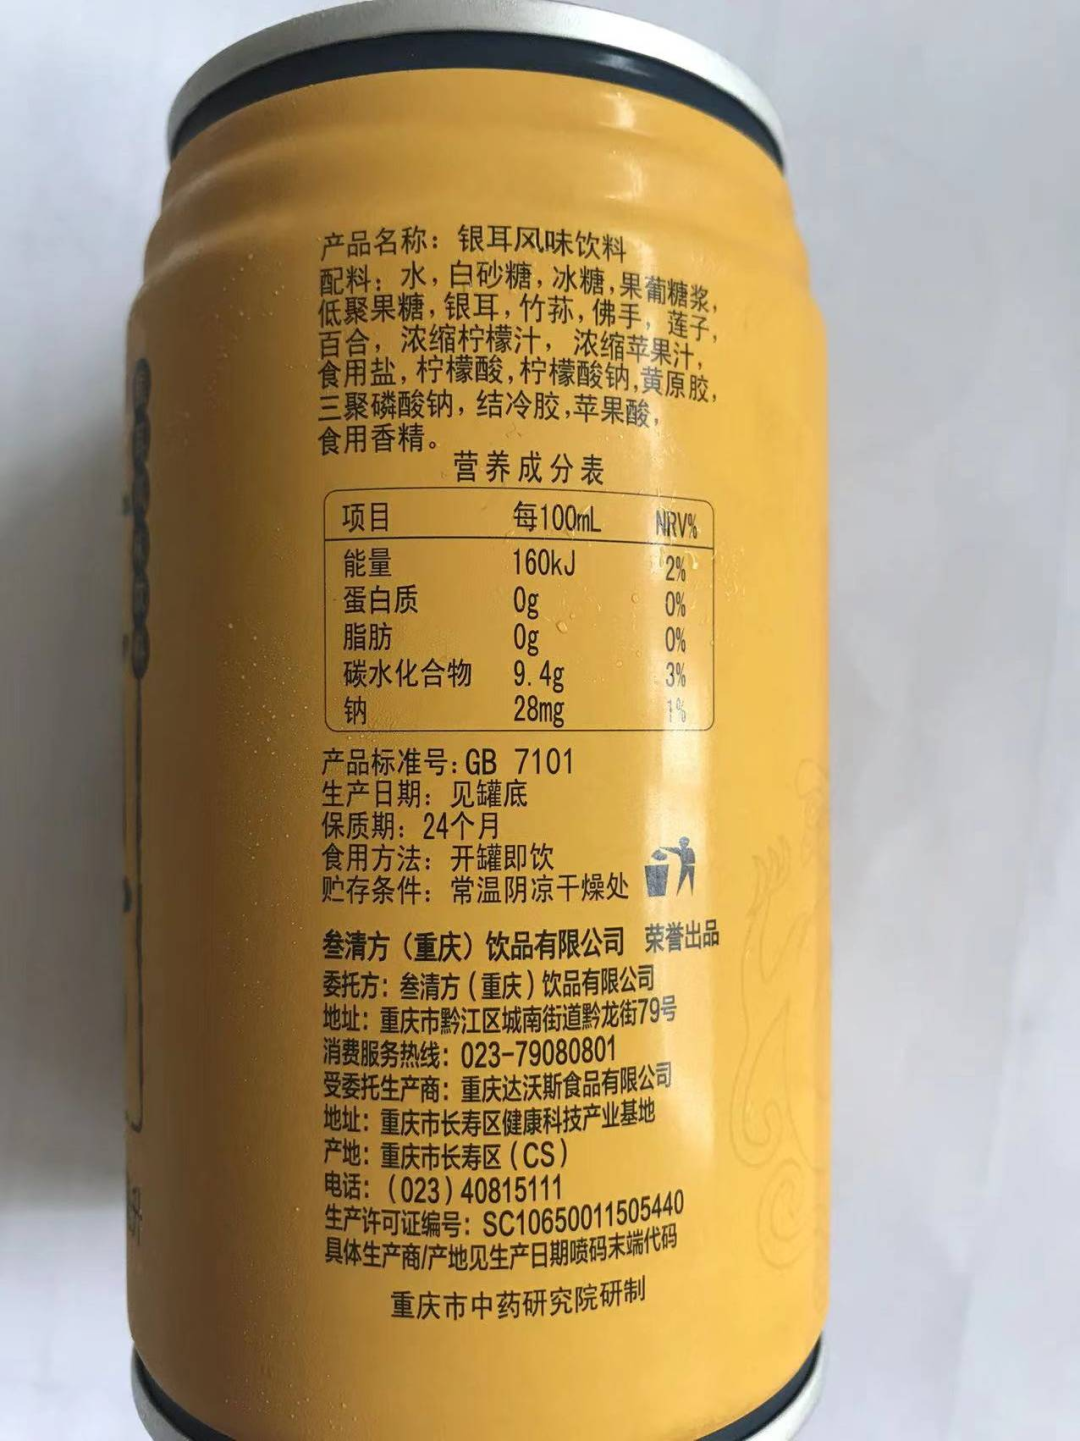 产品名称：银耳风味饮料
配料：水，白砂糖，冰糖，果葡糖浆，
低聚果糖，银耳，竹荪，佛手，莲子，
百合，浓缩柠檬汁，浓缩苹果汁，
食用盐，柠檬酸，柠檬酸钠，黄原胶，
三聚磷酸钠，结冷胶，苹果酸，
食用香精。
营养成分表
项目 每100mL NRV%
能量 160kJ 2%
蛋白质 0g 0%
脂肪 0g 0%
碳水化合物 9.4g 3%
钠 28mg 1%
产品标准号：GB 7101
生产日期：见罐底
保质期：24个月
食用方法：开罐即饮
贮存条件：常温阴凉干燥处
叁清方（重庆）饮品有限公司 荣誉出品
委托方：叁清方（重庆）饮品有限公司
地址：重庆市黔江区城南街道黔龙街79号
消费服务热线：023-79080801
受委托生产商：重庆达沃斯食品有限公司
地址：重庆市长寿区健康科技产业基地
产地：重庆市长寿区（CS）
电话：（023）40815111
生产许可证编号：SC10650011505440
具体生产商/产地见生产日期喷码末端代码
重庆市中药研究院研制